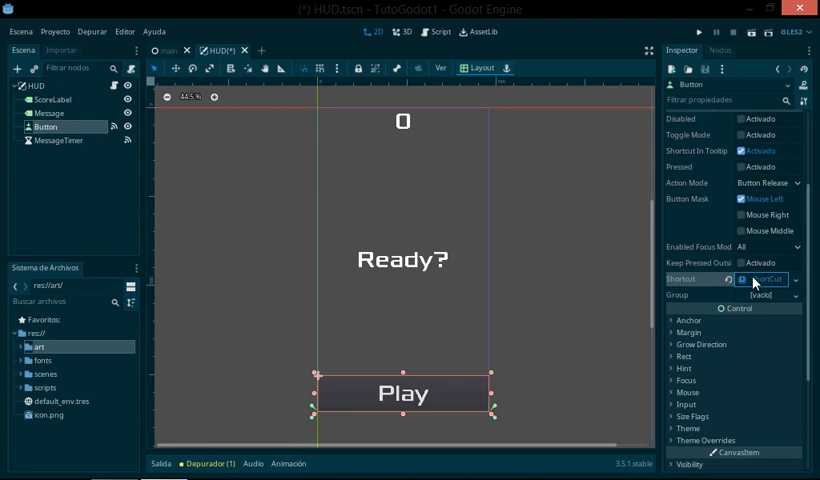 (*) HUD.tscn - TutoGodot1 - Godot Engine
Escena Proyecto Depurar Editor Ayuda
2D 3D Script AssetLib
GLES2
Escena Importar
Filtrar nodos
HUD
ScoreLabel
Message
Button
MessageTimer
Sistema de Archivos
res://art/
Buscar archivos
Favoritos:
res://
art
fonts
scenes
scripts
default_env.tres
icon.png
main HUD(*)
Ver Layout
44.5 %
0
Ready?
Play
Salida Depurador (1) Audio Animación 3.5.1.stable
Inspector Nodos
Button
Filtrar propiedades
Disabled Activado
Toggle Mode Activado
Shortcut In Tooltip Activado
Pressed Activado
Action Mode Button Release
Button Mask Mouse Left
Mouse Right
Mouse Middle
Enabled Focus Mod All
Keep Pressed Outsi Activado
Shortcut ShortCut
Group [vacío]
Control
Anchor
Margin
Grow Direction
Rect
Hint
Focus
Mouse
Input
Size Flags
Theme
Theme Overrides
CanvasItem
Visibility